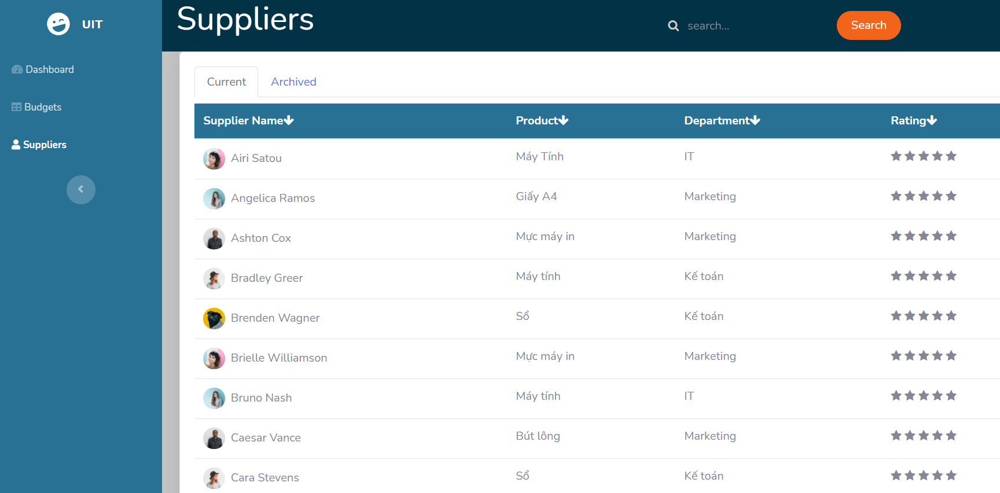 UIT
Suppliers
search...
Search
Dashboard
Budgets
Suppliers
Current Archived
Supplier Name Product Department Rating
Airi Satou Máy Tính IT
Angelica Ramos Giấy A4 Marketing
Ashton Cox Mực máy in Marketing
Bradley Greer Máy tính Kế toán
Brenden Wagner Sổ Kế toán
Brielle Williamson Mực máy in Marketing
Bruno Nash Máy tính IT
Caesar Vance Bút lông Marketing
Cara Stevens Sổ Kế toán